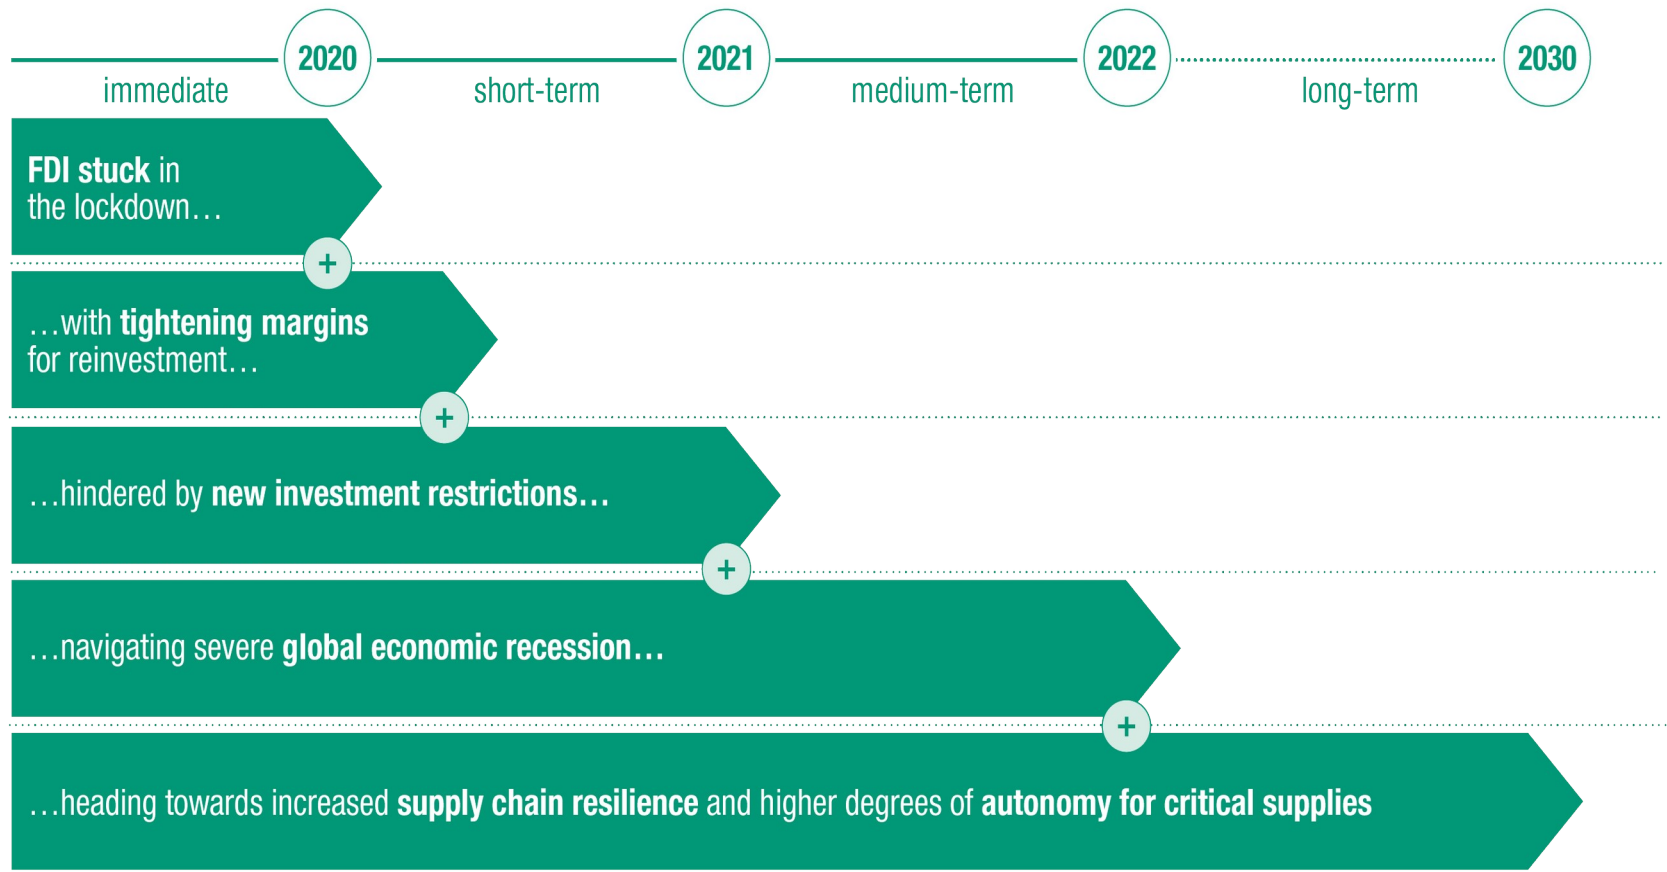 2020
2021
2022
2030
immediate
short-term
medium-term
long-term
FDI stuck in
the lockdown…
+
…with tightening margins
for reinvestment…
+
…hindered by new investment restrictions…
+
…navigating severe global economic recession…
+
…heading towards increased supply chain resilience and higher degrees of autonomy for critical supplies